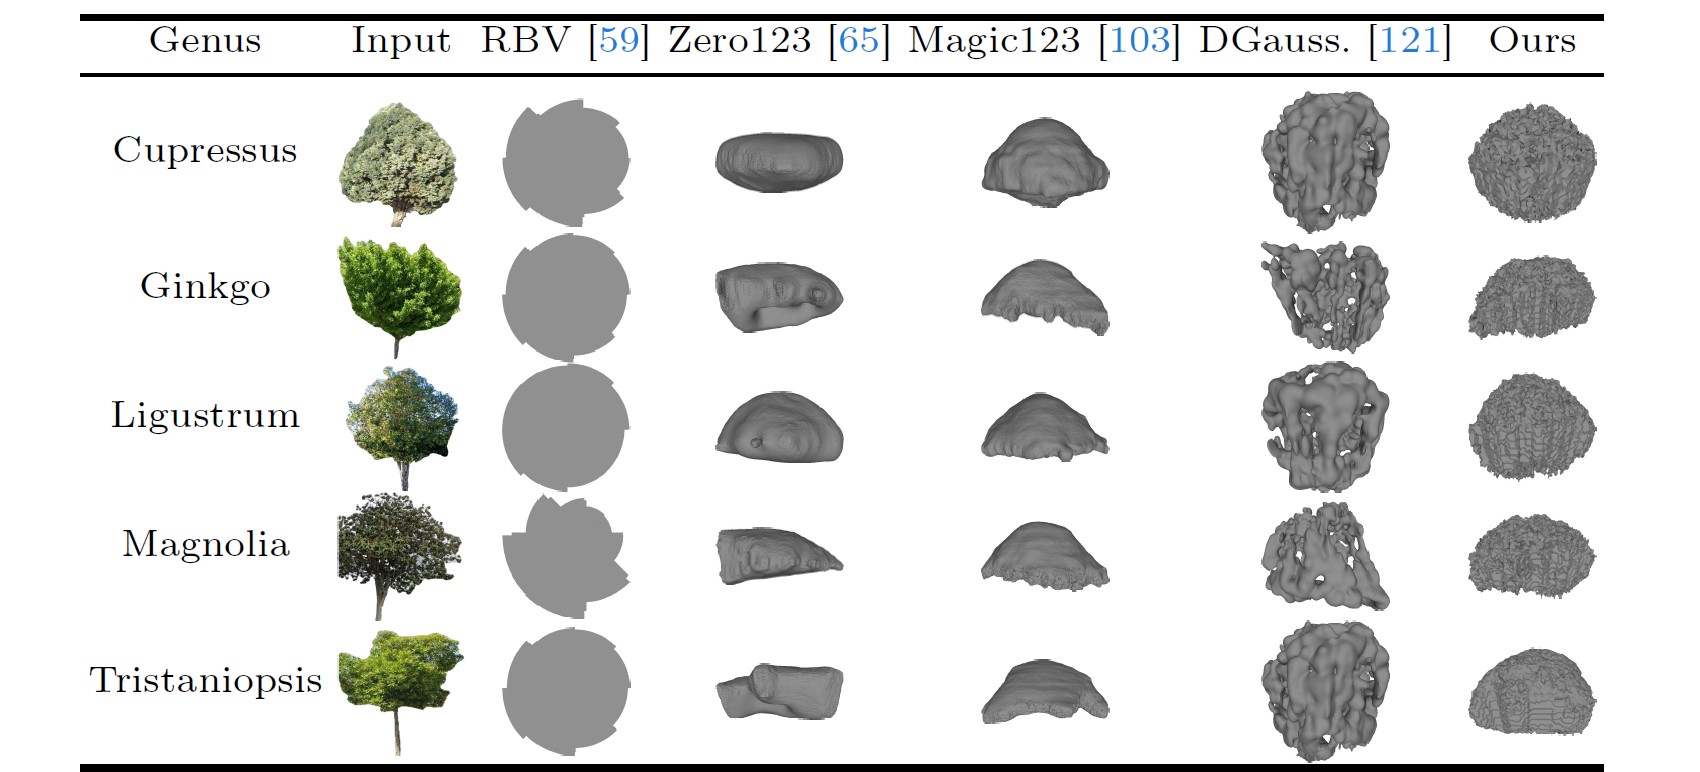 Genus Input RBV [59] Zero123 [65] Magic123 [103] DGauss. [121] Ours
Cupressus
Ginkgo
Ligustrum
Magnolia
Tristaniopsis